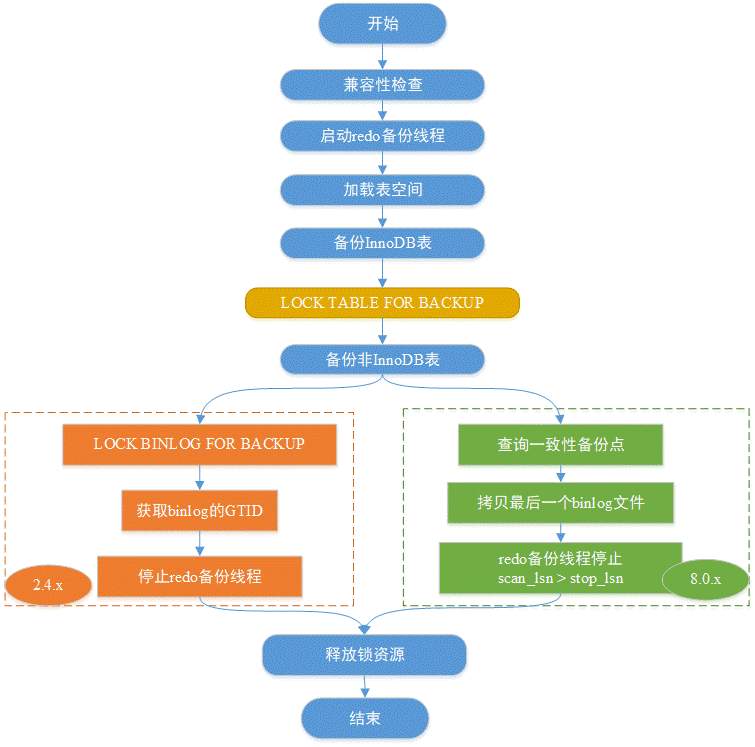 开始
兼容性检查
启动redo备份线程
加载表空间
备份InnoDB表
LOCK TABLE FOR BACKUP
备份非InnoDB表
LOCK BINLOG FOR BACKUP
获取binlog的GTID
停止redo备份线程
2.4.x
查询一致性备份点
拷贝最后一个binlog文件
redo备份线程停止
scan_lsn > stop_lsn
8.0.x
释放锁资源
结束